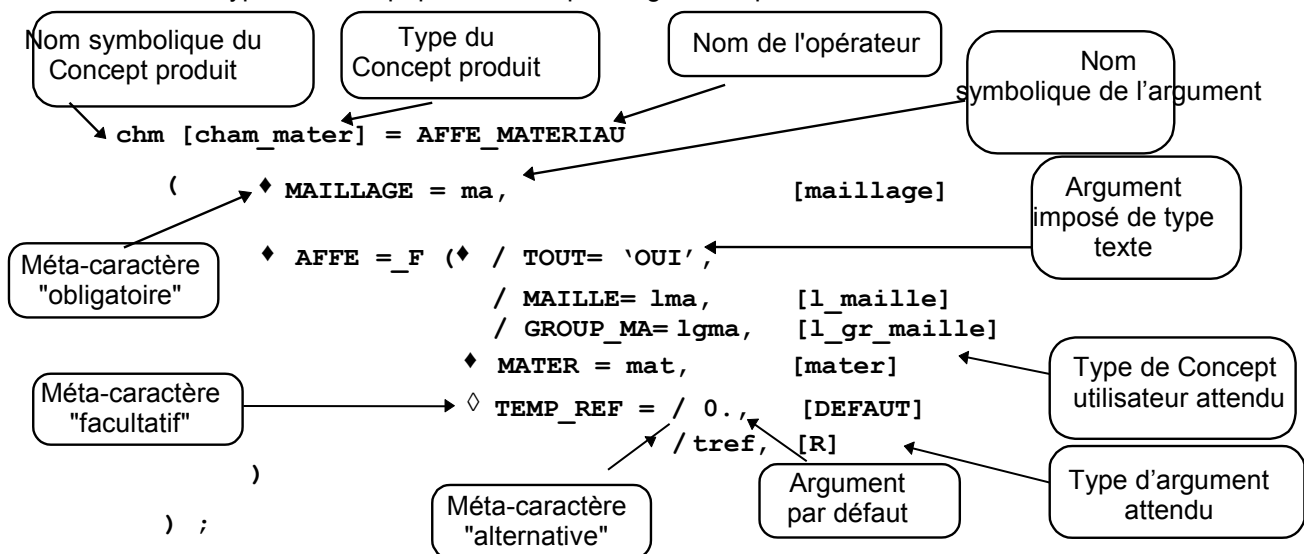 Nom symbolique du
Concept produit
Type du
Concept produit
Nom de l'opérateur
Nom
symbolique de l'argument
chm [cham_mater] = AFFE_MATERIAU
( ♦ MAILLAGE = ma, [maillage]
Argument
imposé de type
texte
Méta-caractère
"obligatoire"
♦ AFFE =_F (♦ / TOUT= ‘OUI’,
/ MAILLE= lma, [l_maille]
/ GROUP_MA= lgma, [l_gr_maille]
♦ MATER = mat, [mater]
Type de Concept
utilisateur attendu
Méta-caractère
"facultatif"
◊ TEMP_REF = / 0., [DEFAUT]
/ tref, [R]
)
Méta-caractère
"alternative"
Argument
par défaut
Type d’argument
attendu
) ;